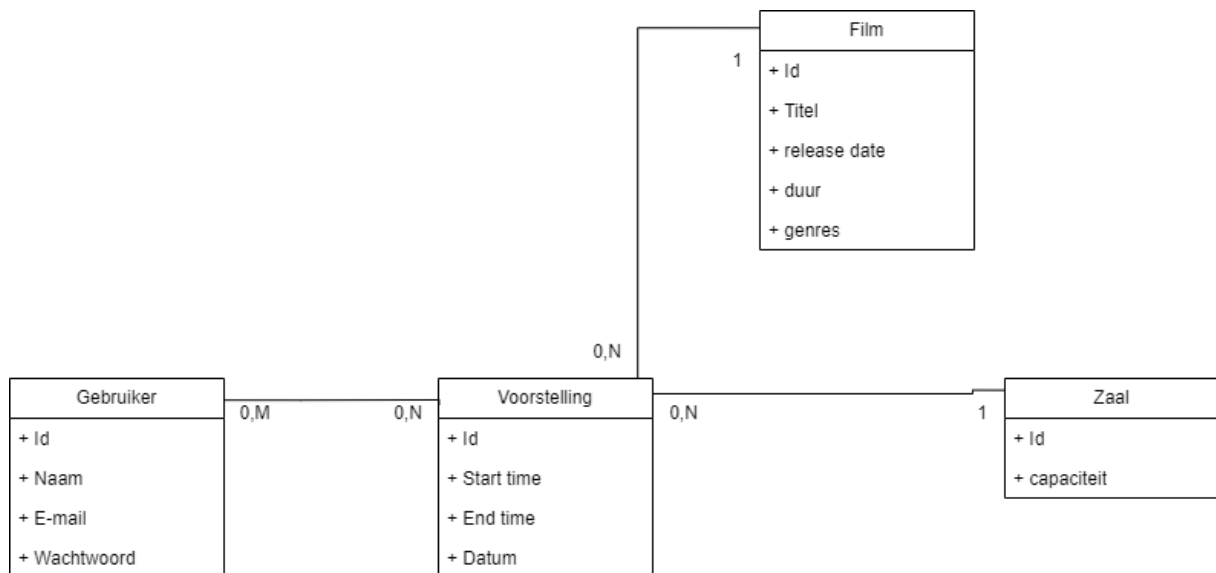 Film
1
+ Id
+ Titel
+ release date
+ duur
+ genres
0,N
Gebruiker
0,M
0,N
Voorstelling
0,N
1
Zaal
+ Id
+ Naam
+ E-mail
+ Wachtwoord
+ Id
+ Start time
+ End time
+ Datum
+ Id
+ capaciteit